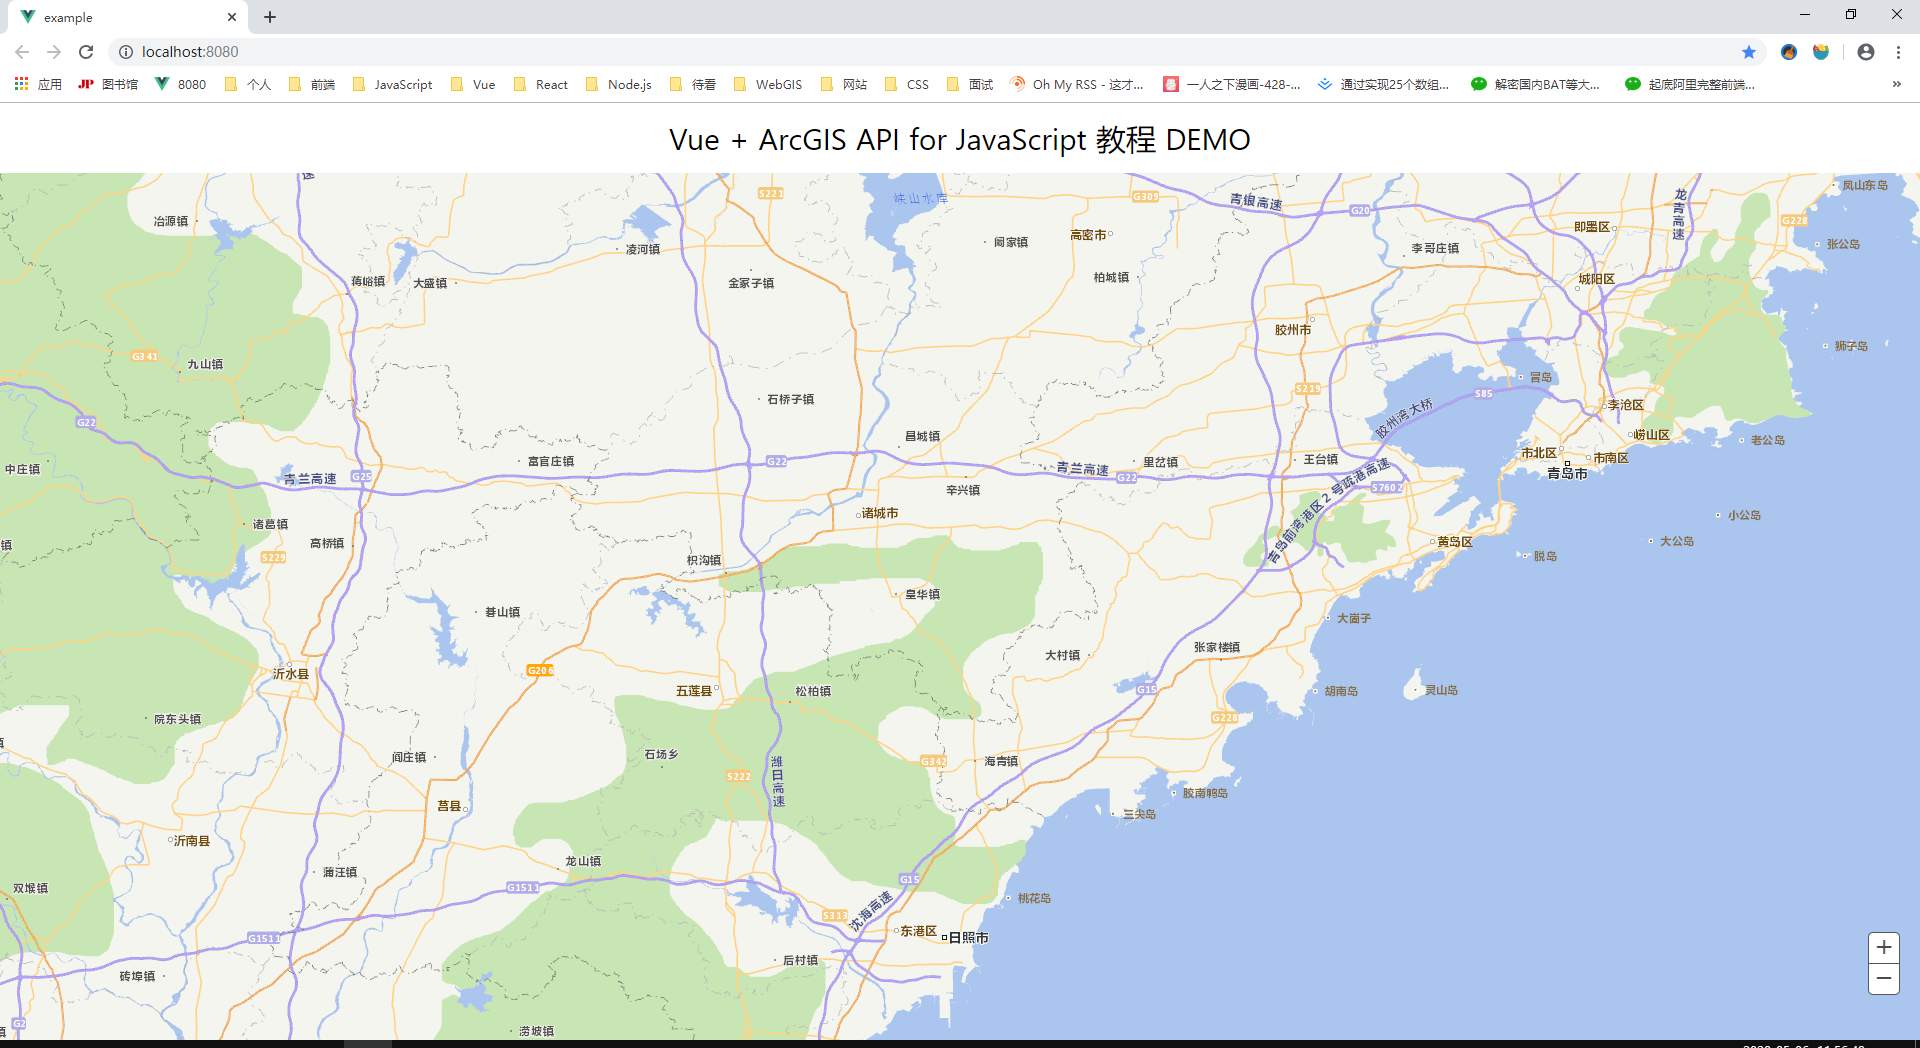 example
localhost:8080
应用 图书馆 8080 个人 前端 JavaScript Vue React Node.js 待看 WebGIS 网站 CSS 面试 Oh My RSS - 这才... 一人之下漫画-428-... 通过实现25个数组... 解密国内BAT等大... 起底阿里完整前端... »
Vue + ArcGIS API for JavaScript 教程 DEMO
凤山东岛
S221
峡山水库
G309
青银高速
G20
龙青高速
G228
冶源镇
即墨区
高密市
阚家镇
张公岛
凌河镇
李哥庄镇
蒋峪镇
大盛镇
金冢子镇
柏城镇
城阳区
胶州市
狮子岛
G341
九山镇
冒岛
S219
S85
石桥子镇
李沧区
胶州湾大桥
G22
昌城镇
崂山区
老公岛
中庄镇
青兰高速
G25
富官庄镇
G22
青兰高速
G22
里岔镇
王台镇
市北区
市南区
青岛市
S7602
青岛前湾港区2号疏港高速
辛兴镇
诸城市
小公岛
诸葛镇
高桥镇
S229
枳沟镇
黄岛区
大公岛
脱岛
皇华镇
碁山镇
大崮子
张家楼镇
大村镇
沂水县
G206
五莲县
松柏镇
G15
胡南岛
灵山岛
院东头镇
G228
阎庄镇
石场乡
潍日高速
S222
G342
海青镇
胶南鸭岛
莒县
三尖岛
沂南县
龙山镇
蒲汪镇
双堠镇
G1511
G15
沈海高速
桃花岛
S313
东港区
日照市
G1511
后村镇
砖埠镇
G2
涝坡镇